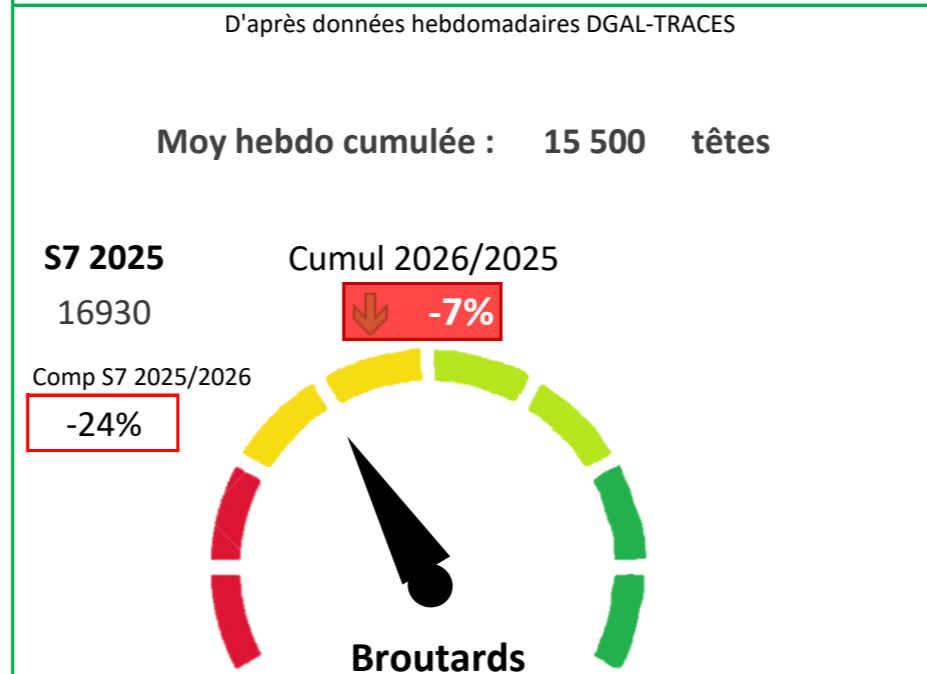 D'après données hebdomadaires DGAL-TRACES
Moy hebdo cumulée : 15 500 têtes
S7 2025
Cumul 2026/2025
16930
-7%
Comp S7 2025/2026
-24%
Broutards